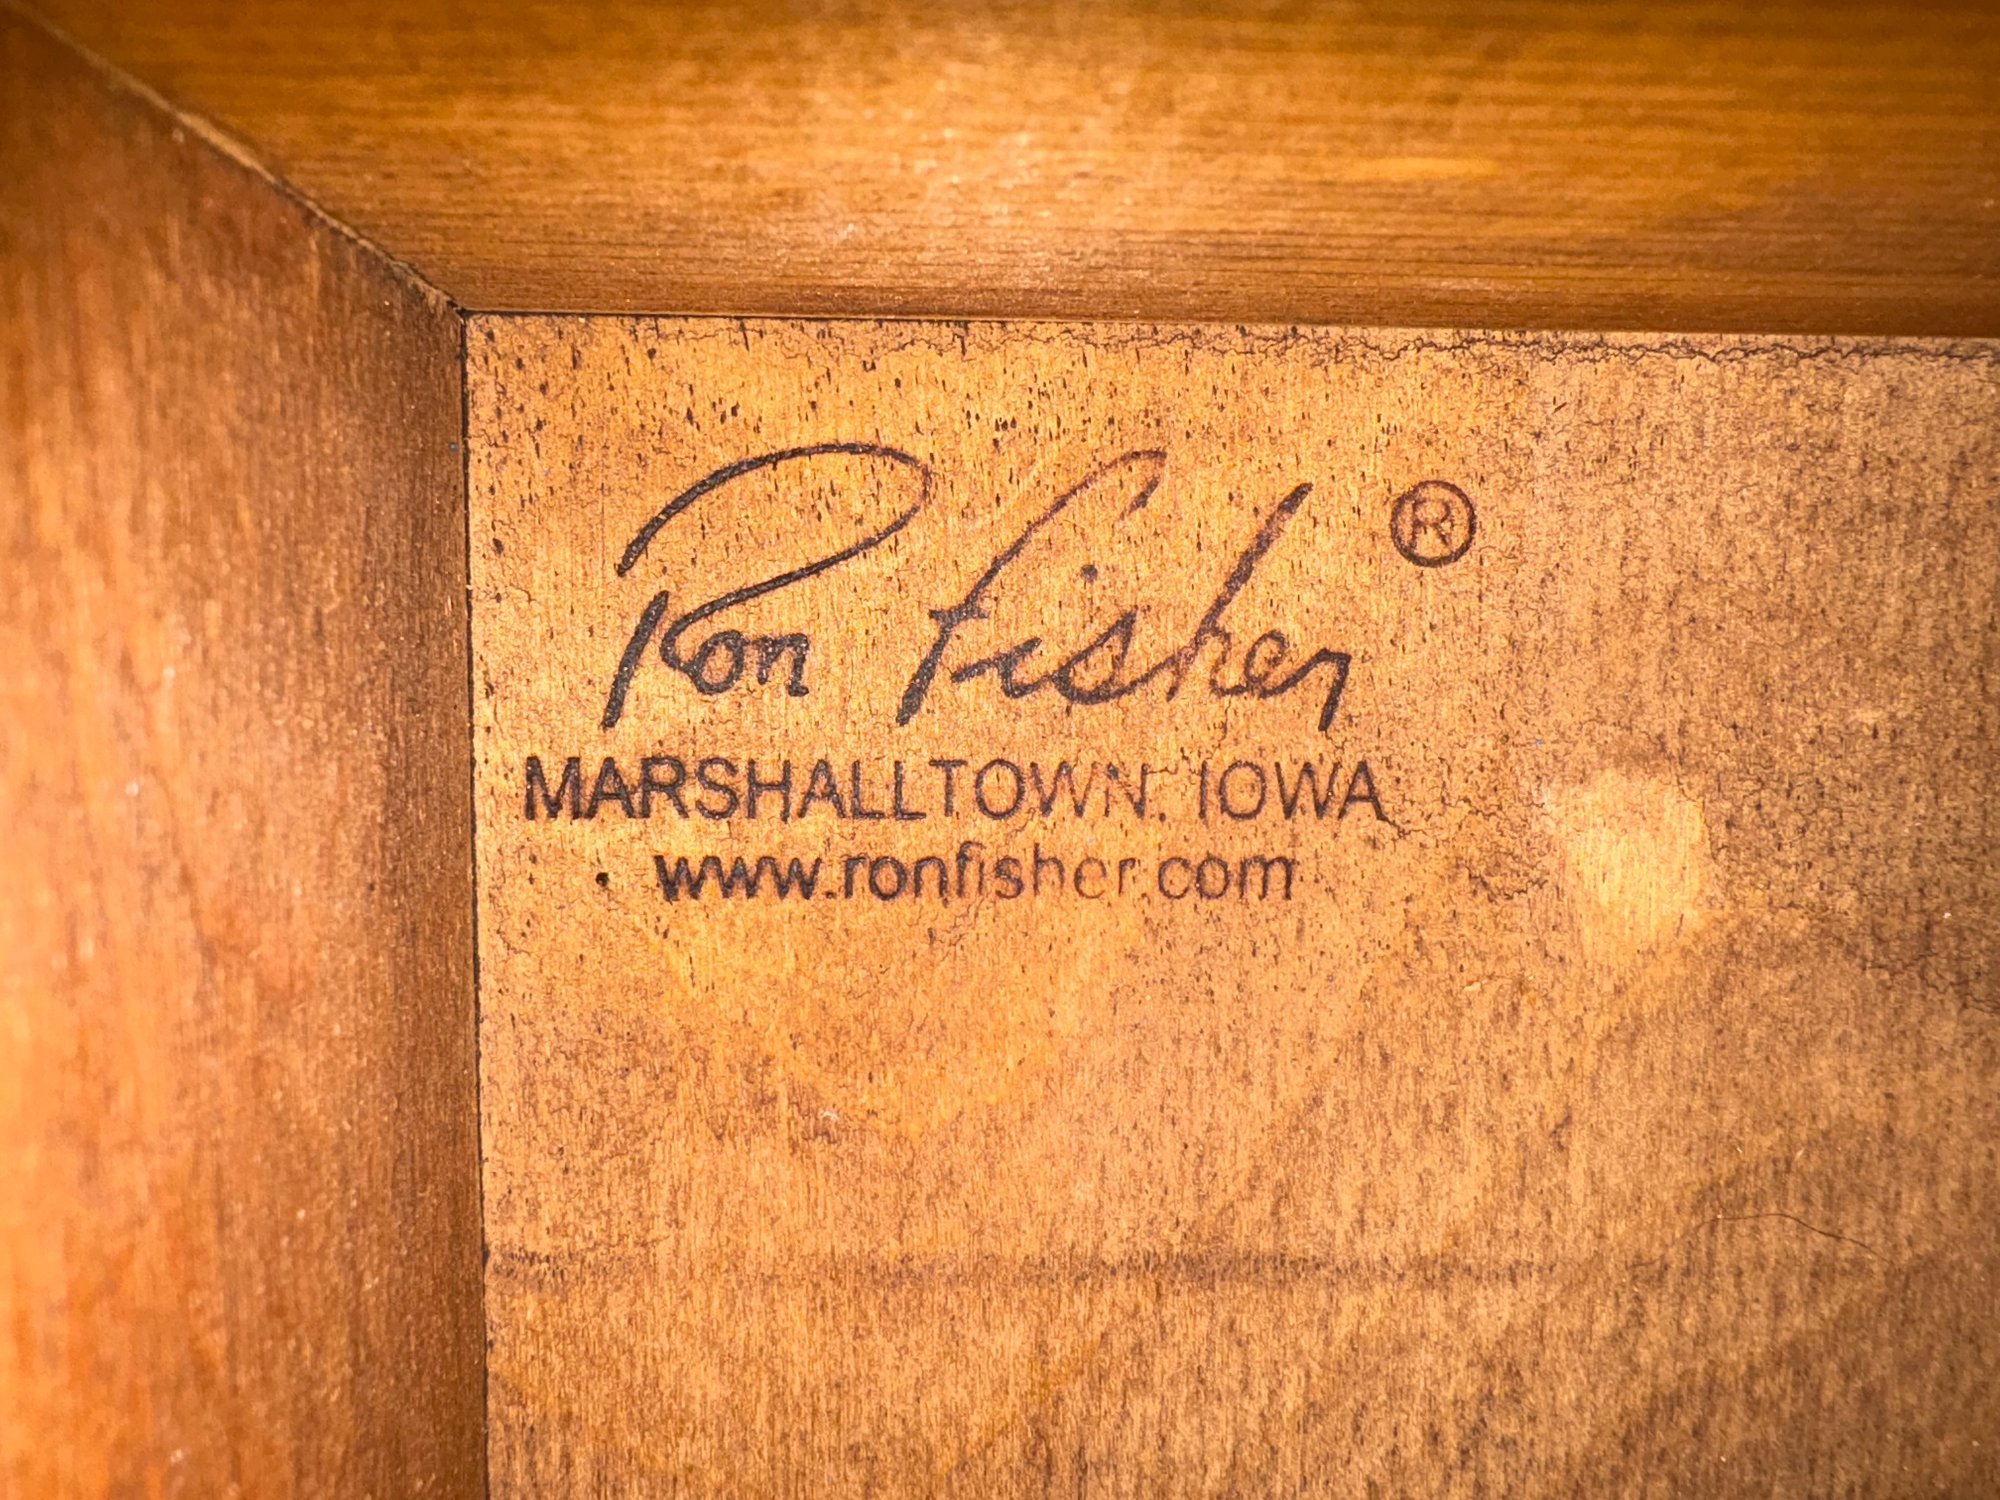 Ron Fisher ®
MARSHALLTOWN, IOWA
www.ronfisher.com